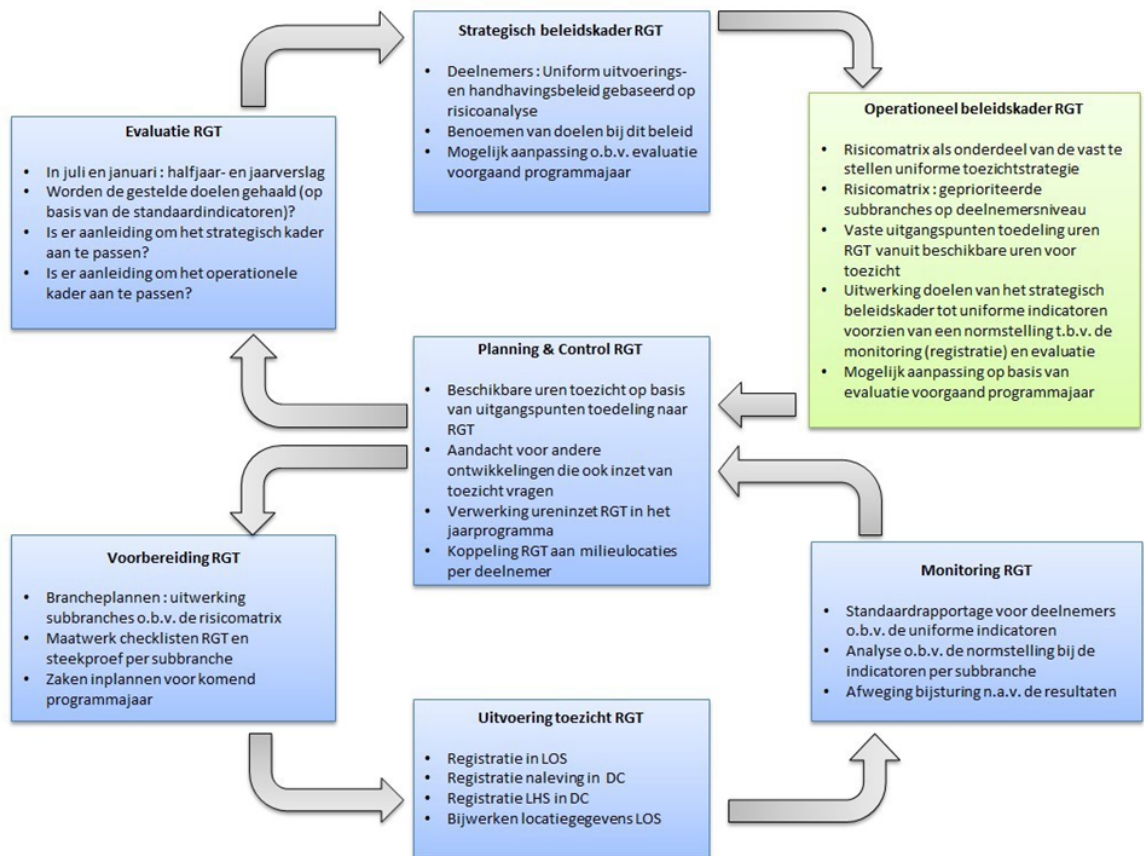 Strategisch beleidskader RGT
• Deelnemers : Uniform uitvoerings-
en handhavingsbeleid gebaseerd op
risicoanalyse
• Benoemen van doelen bij dit beleid
• Mogelijk aanpassing o.b.v. evaluatie
voorgaand programmajaar
Operationeel beleidskader RGT
• Risicomatrix als onderdeel van de vast te
stellen uniforme toezichtstrategie
• Risicomatrix : geprioriteerde
subbranches op deelnemersniveau
• Vaste uitgangspunten toedeling uren
RGT vanuit beschikbare uren voor
toezicht
• Uitwerking doelen van het strategisch
beleidskader tot uniforme indicatoren
voorzien van een normstelling t.b.v. de
monitoring (registratie) en evaluatie
• Mogelijk aanpassing op basis van
evaluatie voorgaand programmajaar
Evaluatie RGT
• In juli en januari : halfjaar- en jaarverslag
• Worden de gestelde doelen gehaald (op
basis van de standaardindicatoren)?
• Is er aanleiding om het strategisch kader
aan te passen?
• Is er aanleiding om het operationele
kader aan te passen?
Planning & Control RGT
• Beschikbare uren toezicht op basis
van uitgangspunten toedeling naar
RGT
• Aandacht voor andere
ontwikkelingen die ook inzet van
toezicht vragen
• Verwerking ureninzet RGT in het
jaarprogramma
• Koppeling RGT aan milieulocaties
per deelnemer
Voorbereiding RGT
• Brancheplannen : uitwerking
subbranches o.b.v. de risicomatrix
• Maatwerk checklisten RGT en
steekproef per subbranche
• Zaken inplannen voor komend
programmajaar
Monitoring RGT
• Standaardrapportage voor deelnemers
o.b.v. de uniforme indicatoren
• Analyse o.b.v. de normstelling bij de
indicatoren per subbranche
• Afweging bijsturing n.a.v. de resultaten
Uitvoering toezicht RGT
• Registratie in LOS
• Registratie naleving in DC
• Registratie LHS in DC
• Bijwerken locatiegegevens LOS